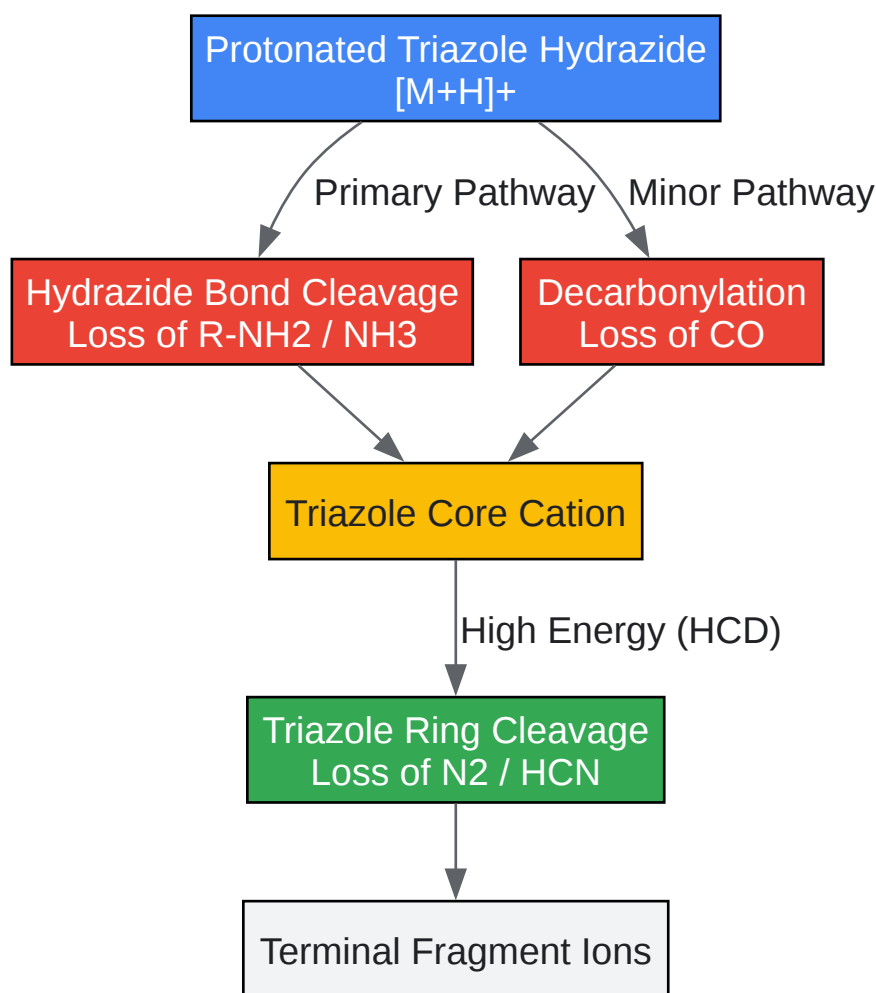 Protonated Triazole Hydrazide
[M+H]+
Primary Pathway
Minor Pathway
Hydrazide Bond Cleavage
Loss of R-NH2 / NH3
Decarbonylation
Loss of CO
Triazole Core Cation
High Energy (HCD)
Triazole Ring Cleavage
Loss of N2 / HCN
Terminal Fragment Ions